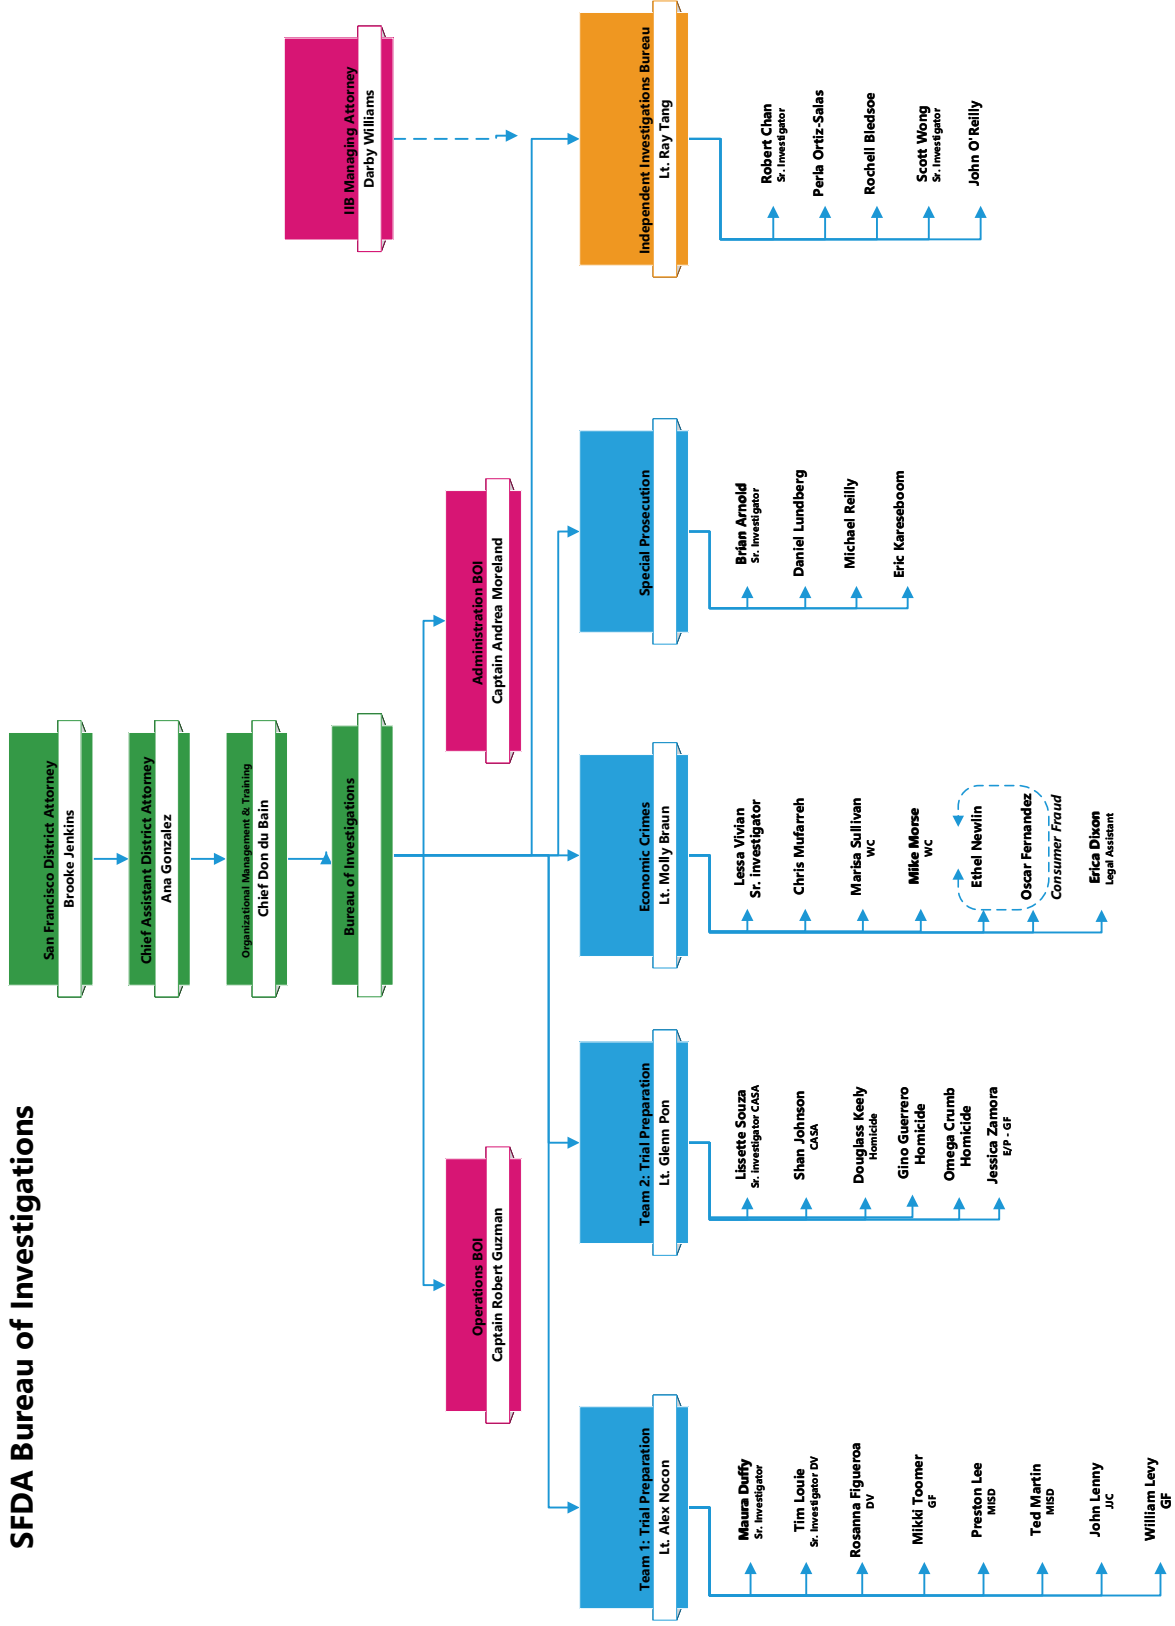 SFDA Bureau of Investigations
San Francisco District Attorney
Brooke Jenkins
Chief Assistant District Attorney
Ana Gonzalez
Organizational Management & Training
Chief Don du Bain
Bureau of Investigations
IIB Managing Attorney
Darby Williams
Operations BOI
Captain Robert Guzman
Administration BOI
Captain Andrea Moreland
Team 1: Trial Preparation
Lt. Alex Nocon
Maura Duffy
Sr. Investigator
Tim Louie
Sr. Investigator DV
Rosanna Figueroa
DV
Mikki Toomer
GF
Preston Lee
MISD
Ted Martin
MISD
John Lenny
JJC
William Levy
GF
Team 2: Trial Preparation
Lt. Glenn Pon
Lissette Souza
Sr. investigator CASA
Shan Johnson
CASA
Douglass Keely
Homicide
Gino Guerrero
Homicide
Omega Crumb
Homicide
Jessica Zamora
E/P - GF
Economic Crimes
Lt. Molly Braun
Lessa Vivian
Sr. investigator
Chris Mufarreh
Marisa Sullivan
WC
Mike Morse
WC
Ethel Newlin
Oscar Fernandez
Consumer Fraud
Erica Dixon
Legal Assistant
Special Prosecution
Brian Arnold
Sr. Investigator
Daniel Lundberg
Michael Reilly
Eric Kareseboom
Independent Investigations Bureau
Lt. Ray Tang
Robert Chan
Sr. Investigator
Perla Ortiz-Salas
Rochell Bledsoe
Scott Wong
Sr. Investigator
John O'Reilly